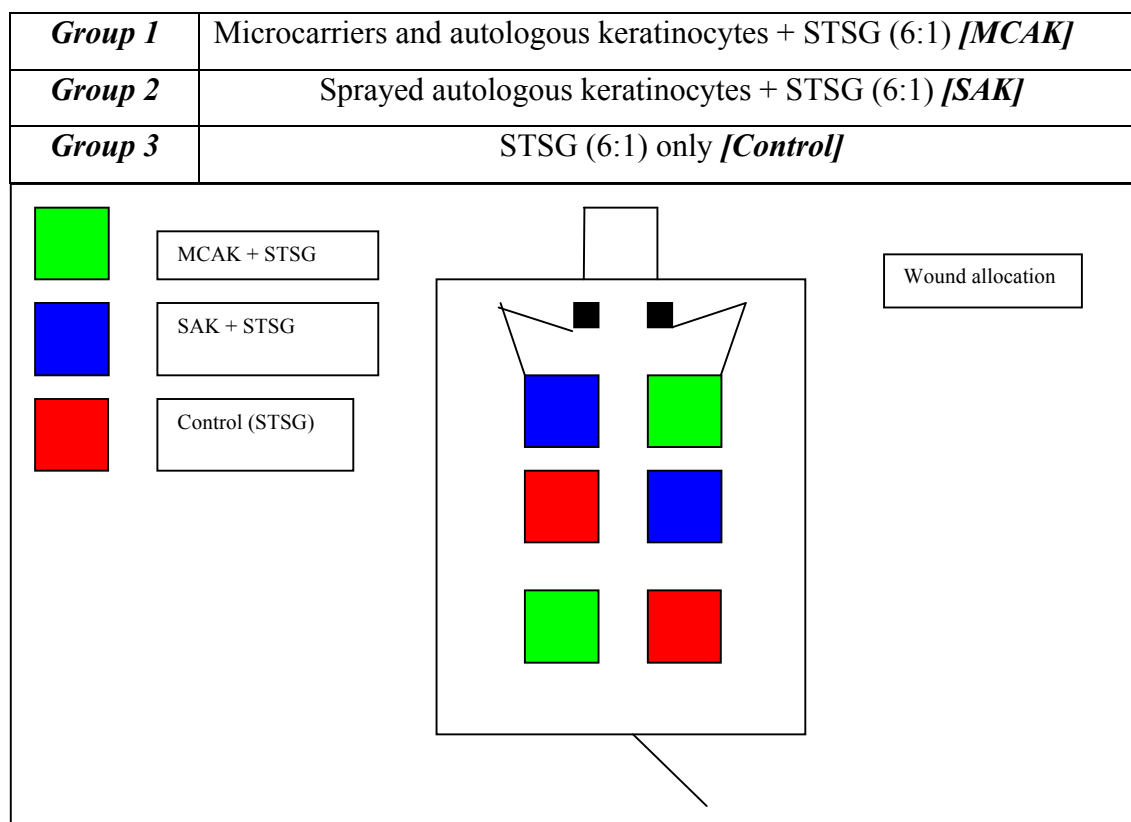 Group 1 Microcarriers and autologous keratinocytes + STSG (6:1) [MCAK]
Group 2 Sprayed autologous keratinocytes + STSG (6:1) [SAK]
Group 3 STSG (6:1) only [Control]
MCAK + STSG
SAK + STSG
Control (STSG)
Wound allocation